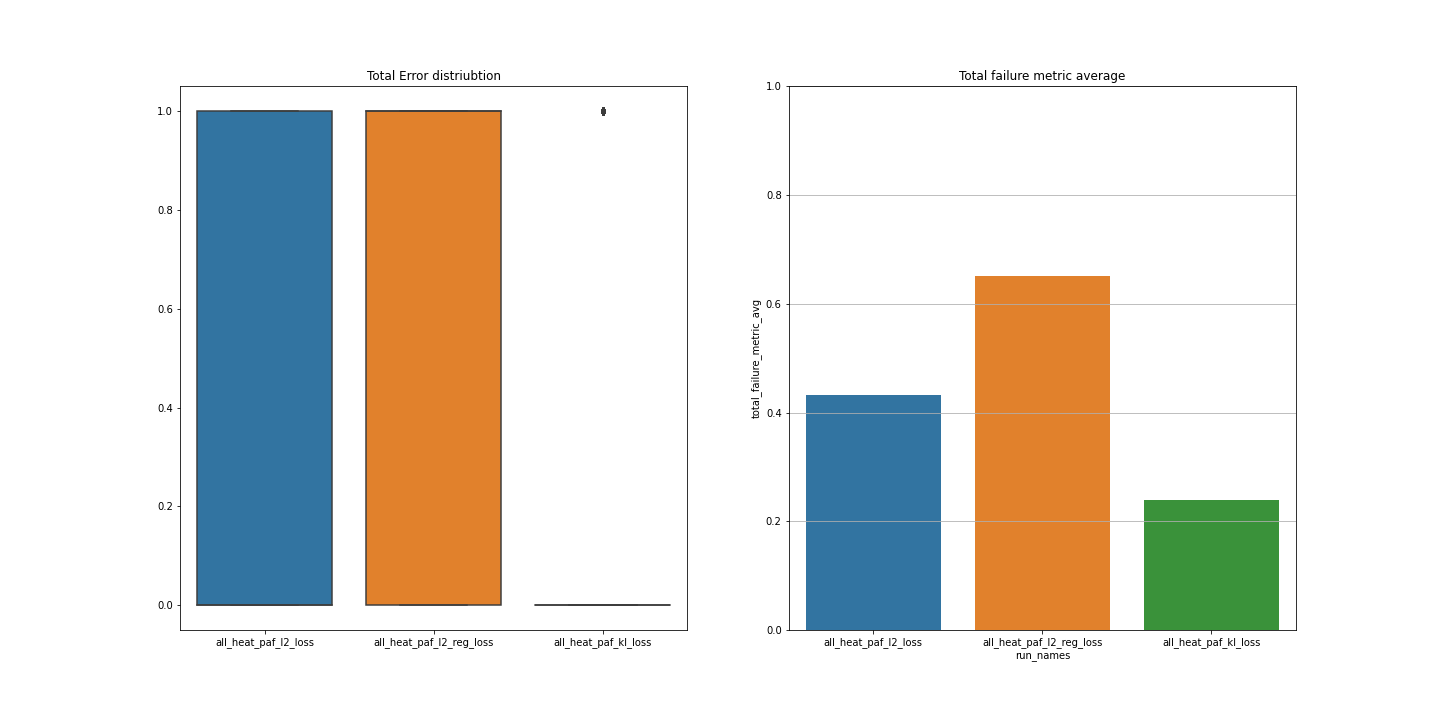 Total Error distriubtion
1.0
0.8
0.6
0.4
0.2
0.0
all_heat_paf_l2_loss
all_heat_paf_l2_reg_loss
all_heat_paf_kl_loss
Total failure metric average
total_failure_metric_avg
1.0
0.8
0.6
0.4
0.2
0.0
all_heat_paf_l2_loss
all_heat_paf_l2_reg_loss
all_heat_paf_kl_loss
run_names